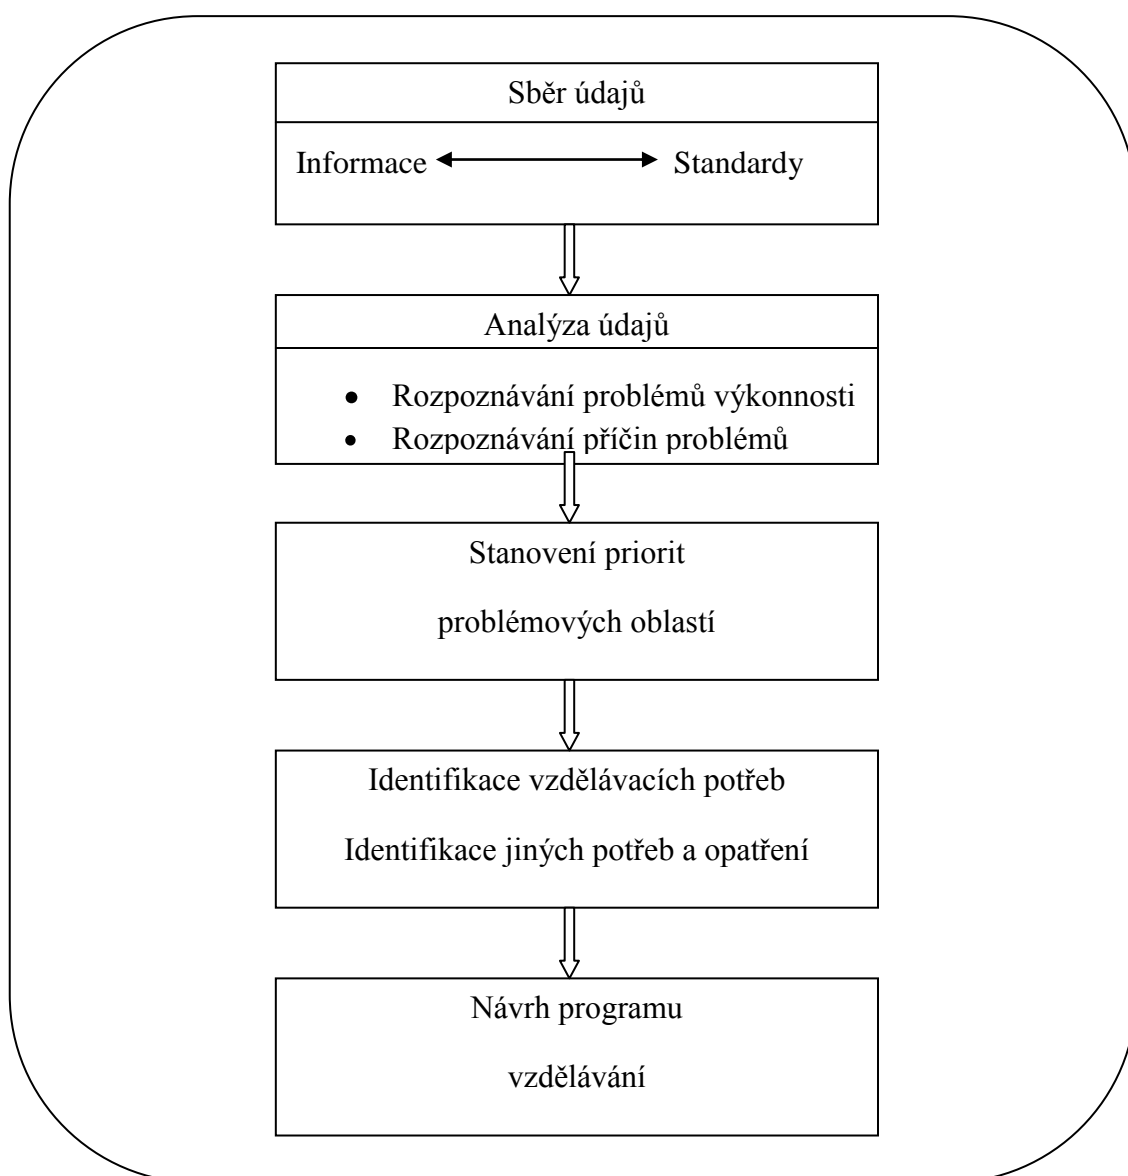 Sběr údajů
Informace Standardy
Analýza údajů
• Rozpoznávání problémů výkonnosti
• Rozpoznávání příčin problémů
Stanovení priorit
problémových oblastí
Identifikace vzdělávacích potřeb
Identifikace jiných potřeb a opatření
Návrh programu
vzdělávání